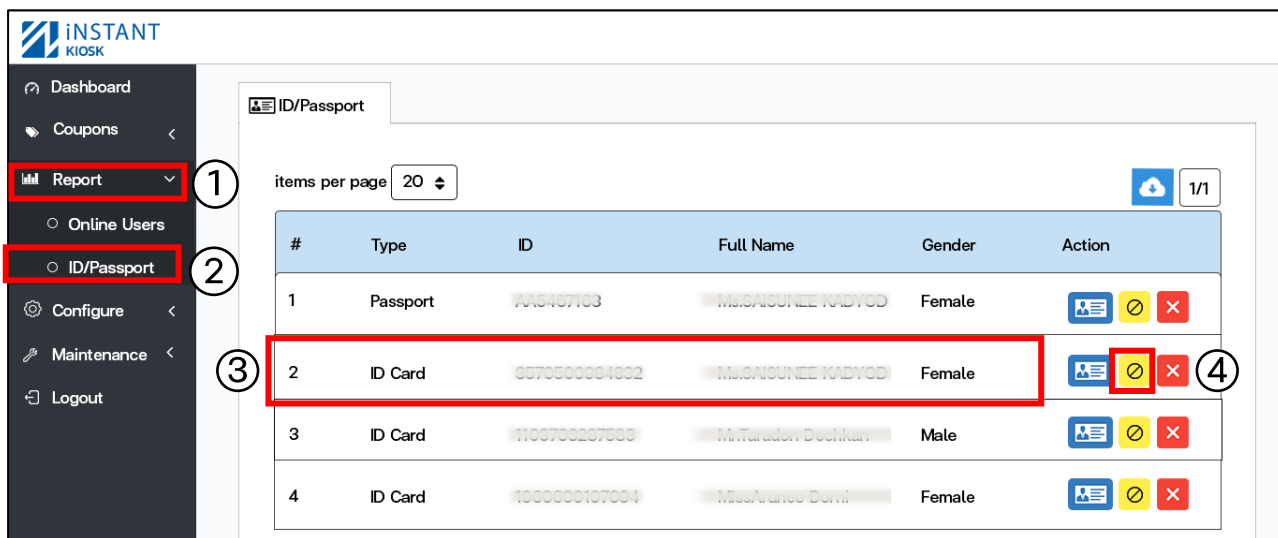 iNSTANT
KIOSK
Dashboard
Coupons
Report
①
Online Users
ID/Passport
②
Configure
Maintenance
Logout
ID/Passport
items per page 20
1/1
# Type ID Full Name Gender Action
1 Passport Female
③
2 ID Card Female
④
3 ID Card Male
4 ID Card Female